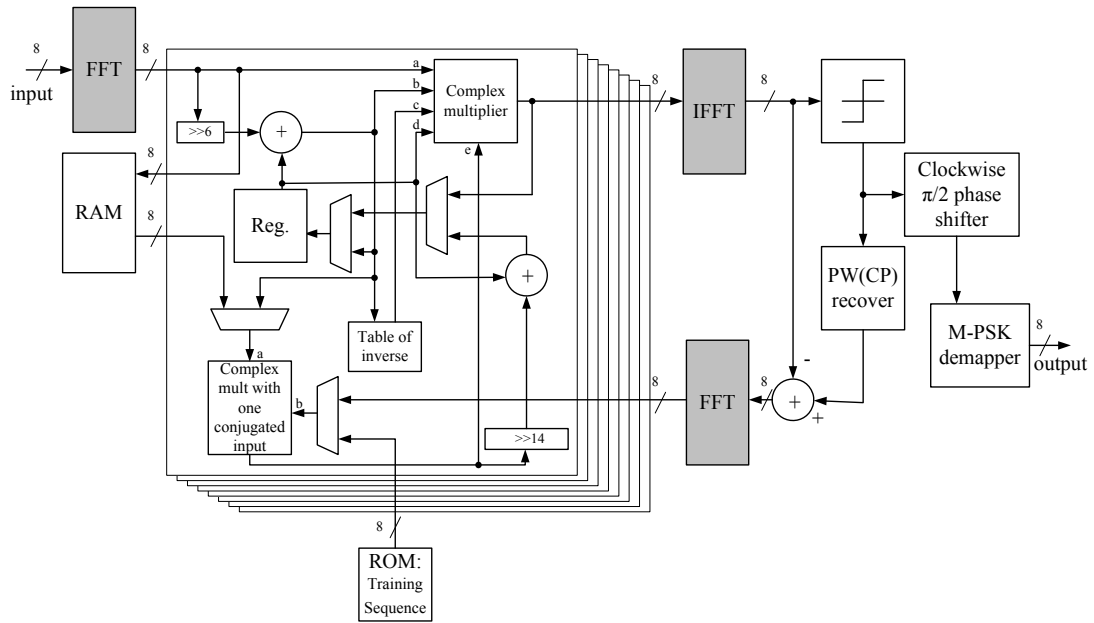 8
input
FFT
8
>>6
+
a
b
c
d
e
Complex
multiplier
8
IFFT
8
Clockwise
π/2 phase
shifter
8
RAM
8
Reg.
+
PW(CP)
recover
Table of
inverse
M-PSK
demapper
8
output
a
Complex
mult with
one
conjugated
input
b
>>14
8
FFT
8
-
+
+
8
ROM:
Training
Sequence